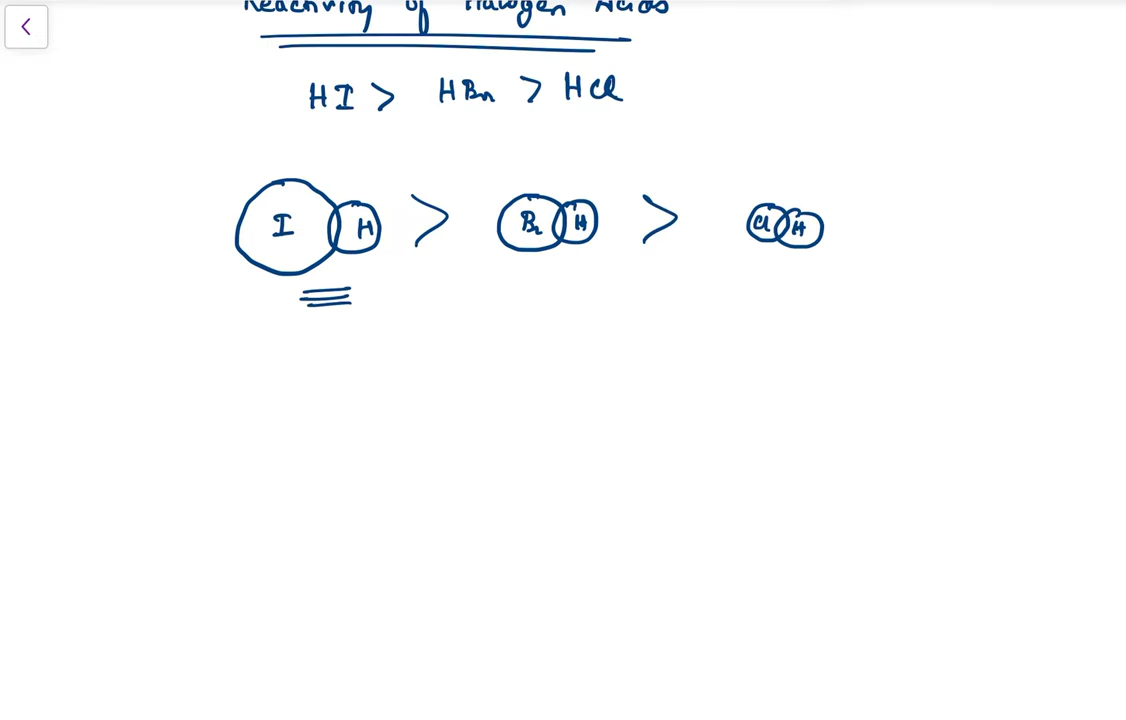 Reactivity of Halogen Acids
HI > HBr > HCl
I H > Br H > Cl H